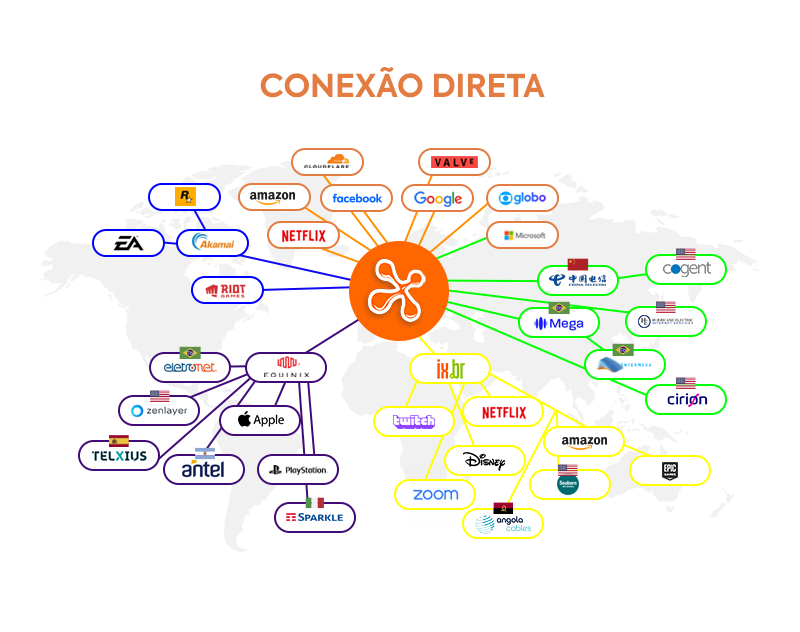 CONEXÃO DIRETA
CLOUDFLARE
VALVE
R
amazon
facebook
Google
globo
EA
Akamai
NETFLIX
Microsoft
RIOT
GAMES
中国电信
CHINA TELECOM
cogent
Mega
HE
HURRICANE ELECTRIC
INTERNET SERVICES
eletronet.
EQUINIX
ix.br
INTERNEXA
zenlayer
Apple
twitch
NETFLIX
cirion
TELXIUS
antel
PlayStation.
Disney
amazon
EPIC
GAMES
zoom
Seaborn
SPARKLE
angola
cables